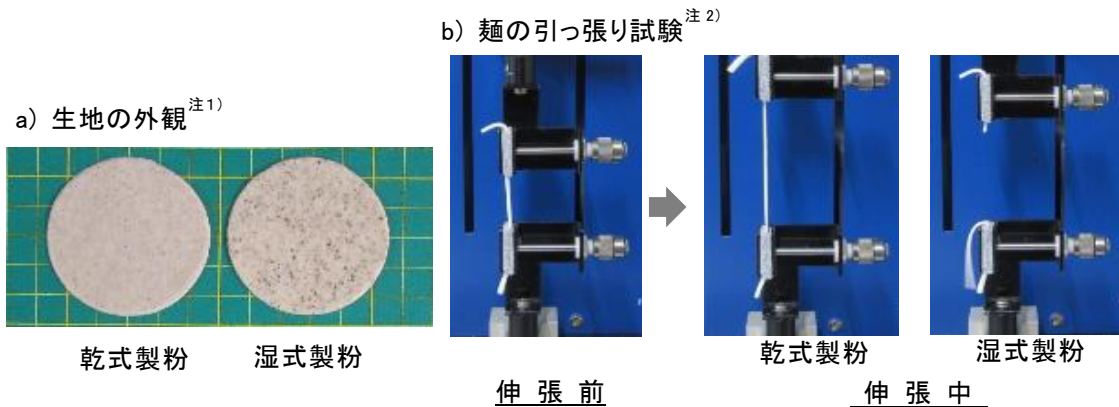 b) 麺の引っ張り試験注2)
a) 生地の外観注1)
乾式製粉
湿式製粉
乾式製粉
湿式製粉
伸張前
伸張中